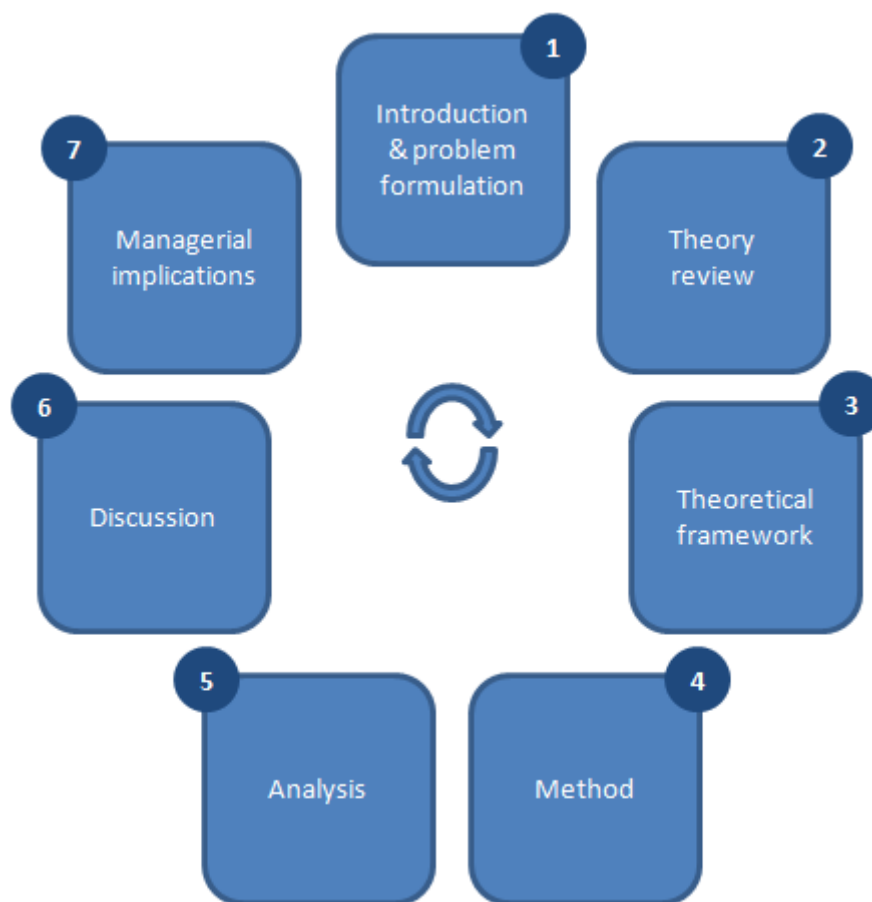 1
Introduction
& problem
formulation
2
Theory
review
3
Theoretical
framework
4
Method
5
Analysis
6
Discussion
7
Managerial
implications